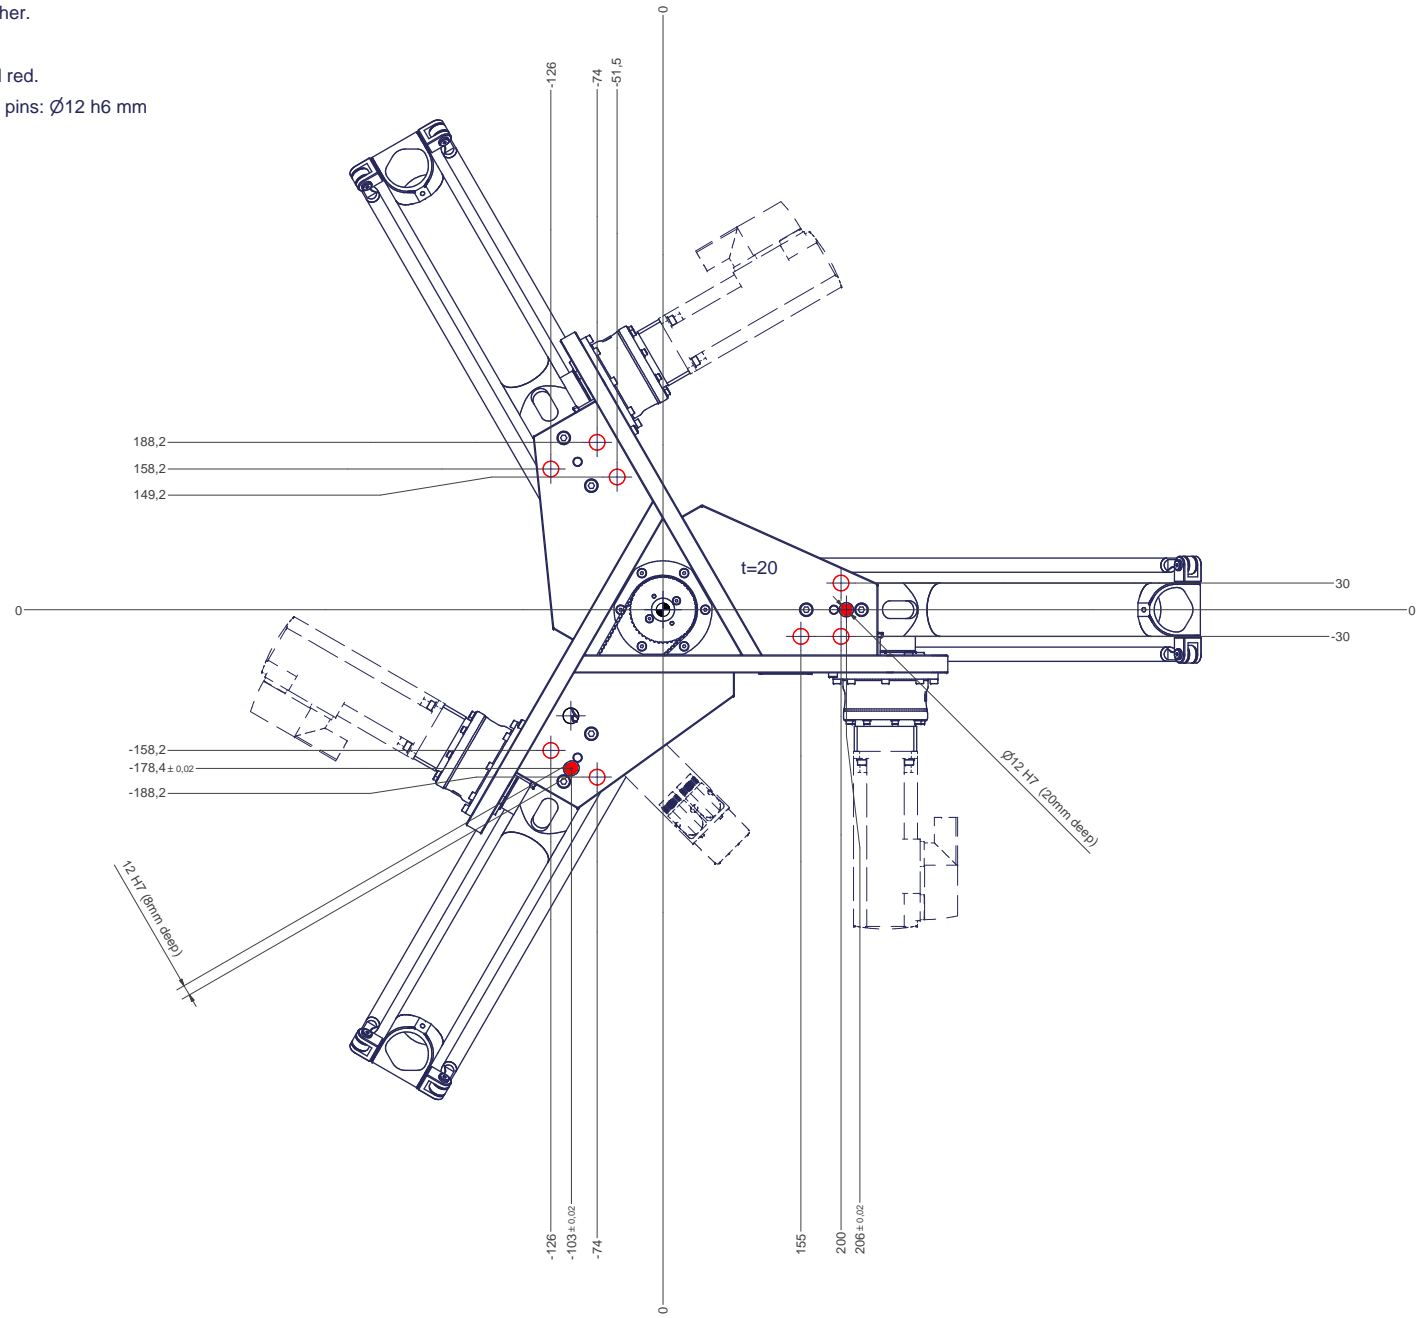 her.
0
l red.
pins: Ø12 h6 mm
-126
-74
-51,5
188,2
158,2
149,2
t=20
30
0
0
-30
-158,2
-178,4 ± 0,02
-188,2
Ø12 H7 (20mm deep)
12 H7 (8mm deep)
-126
-103 ± 0,02
-74
155
200
206 ± 0,02
0